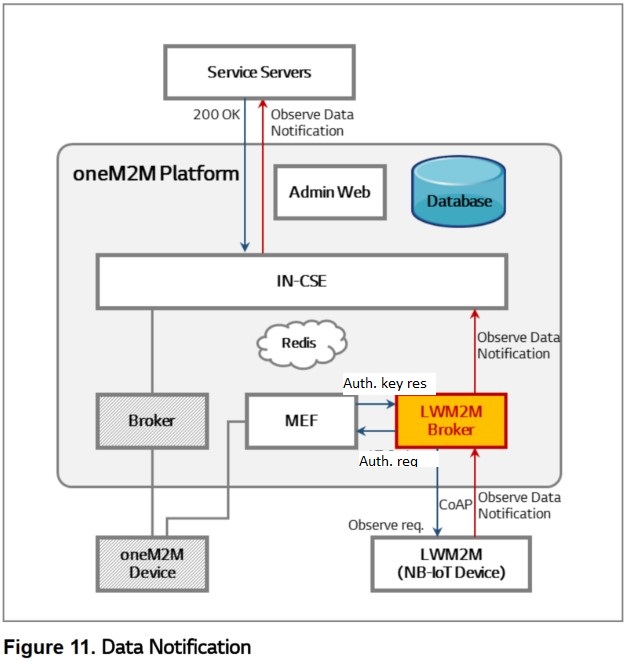 Service Servers
200 OK
Observe Data
Notification
oneM2M Platform
Admin Web
Database
IN-CSE
Redis
Observe Data
Notification
Auth. key res
Broker
MEF
LWM2M
Broker
Auth. req
CoAP
Observe Data
Notification
Observe req.
oneM2M
Device
LWM2M
(NB-IoT Device)
Figure 11. Data Notification